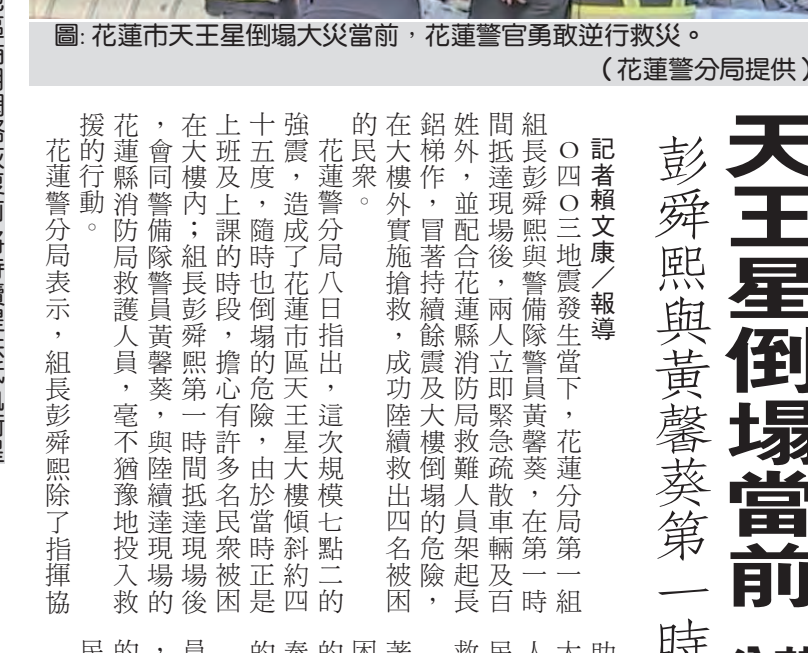 圖:花蓮市天王星倒塌大災當前，花蓮警官勇敢逆行救災。
（花蓮警分局提供）
天王星倒塌當前
彭舜熙與黃馨葵第一時
記者賴文康／報導
〇四〇三地震發生當下，花蓮分局第一組
組長彭舜熙與警備隊警員黃馨葵，在第一時
間抵達現場後，兩人立即緊急疏散車輛及百
姓外，並配合花蓮縣消防局救難人員架起長
鋁梯作，冒著持續餘震及大樓倒塌的危險，
在大樓外實施搶救，成功陸續救出四名被困
的民衆。
花蓮警分局八日指出，這次規模七點二的
強震，造成了花蓮市區天王星大樓傾斜約四
十五度，隨時也倒塌的危險，由於當時正是
上班及上課的時段，擔心有許多名民衆被困
在大樓內；組長彭舜熙第一時間抵達現場後
，會同警備隊警員黃馨葵，與陸續達現場的
花蓮縣消防局救護人員，毫不猶豫地投入救
援的行動。
花蓮警分局表示，組長彭舜熙除了指揮協